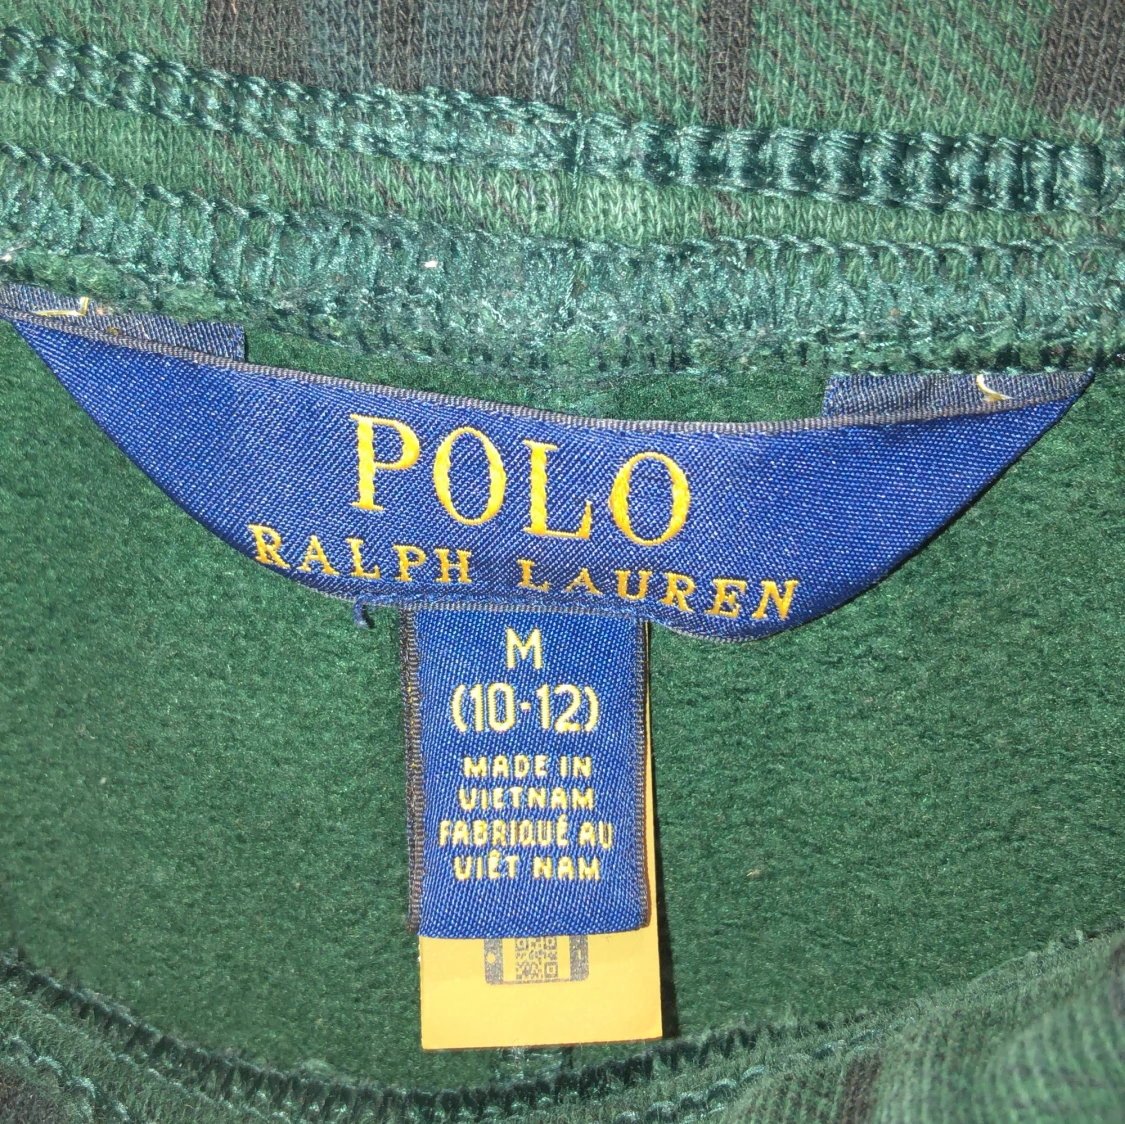 POLO
RALPH LAUREN
M
(10-12)
MADE IN
VIETNAM
FABRIQUÉ AU
VIÊT NAM